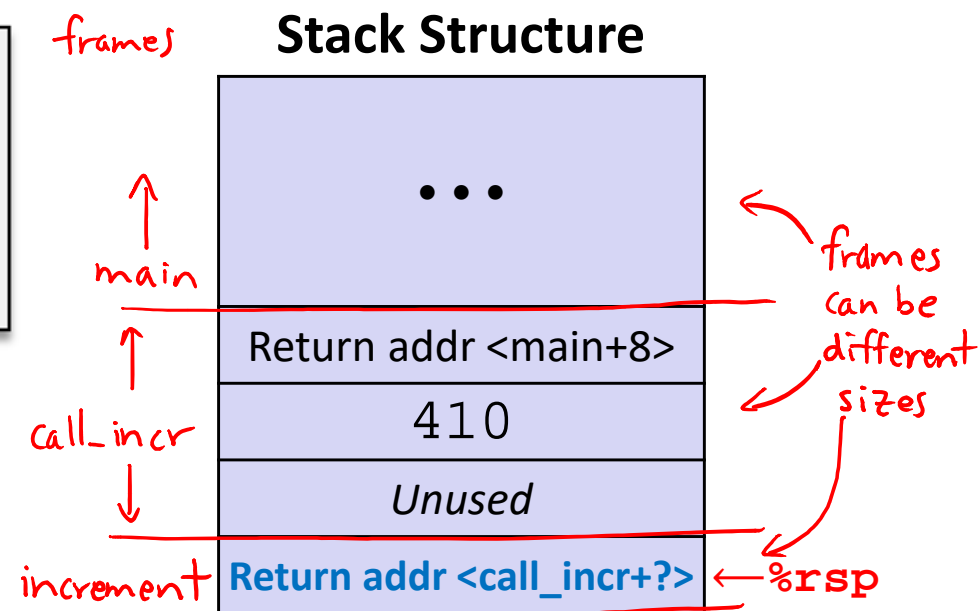 frames
Stack Structure
• • •
main
frames
can be
different
sizes
Return addr <main+8>
410
call_incr
Unused
increment
Return addr <call_incr+?>
←%rsp